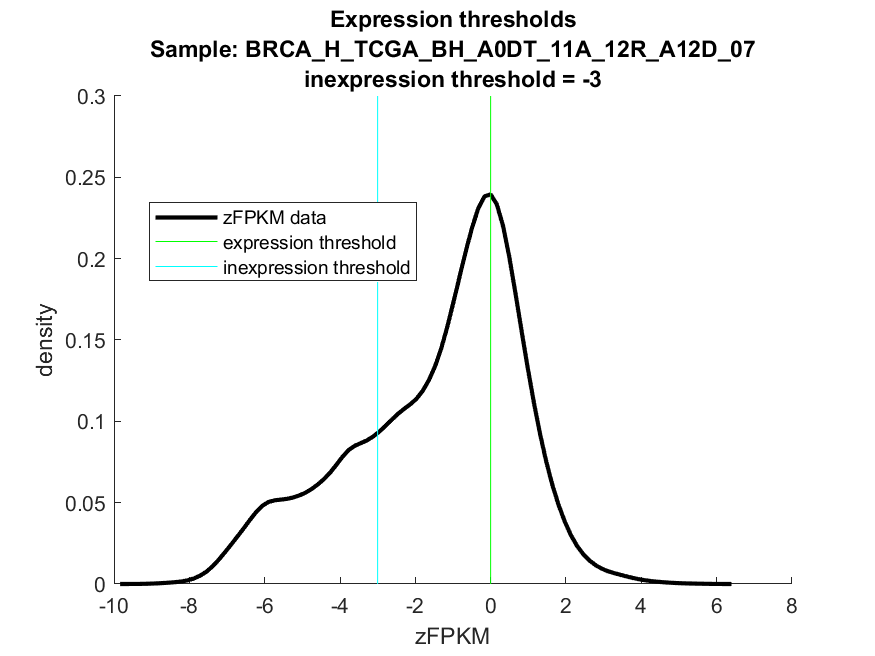 Expression thresholds
Sample: BRCA_H_TCGA_BH_A0DT_11A_12R_A12D_07
inexpression threshold = -3
0.3
0.25
0.2
0.15
0.1
0.05
0
density
zFPKM data
expression threshold
inexpression threshold
-10 -8 -6 -4 -2 0 2 4 6 8
zFPKM